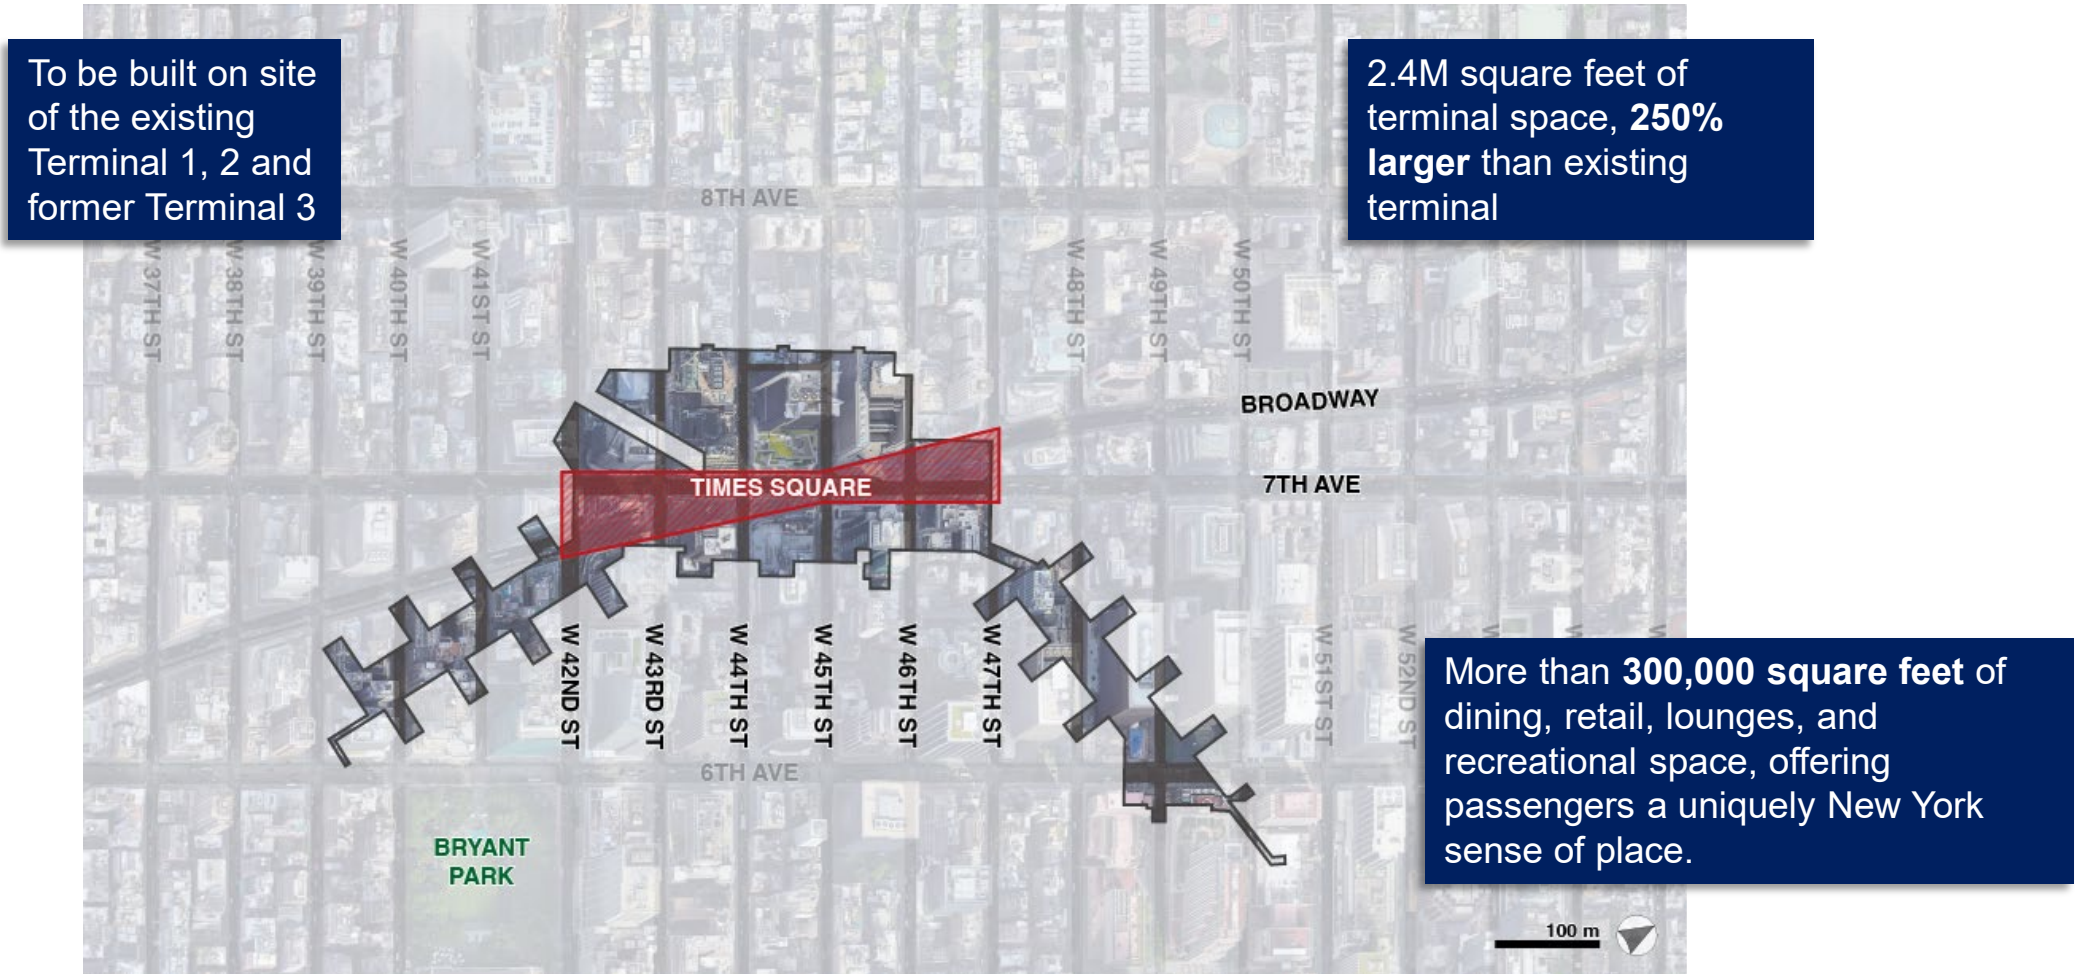 To be built on site
of the existing
Terminal 1, 2 and
former Terminal 3
2.4M square feet of
terminal space, 250%
larger than existing
terminal
8TH AVE
W 37TH ST
W 38TH ST
W 39TH ST
W 40TH ST
W 41ST ST
W 48TH ST
W 49TH ST
W 50TH ST
BROADWAY
7TH AVE
TIMES SQUARE
W 42ND ST
W 43RD ST
W 44TH ST
W 45TH ST
W 46TH ST
W 47TH ST
W 51ST ST
W 52ND ST
W
W
W
6TH AVE
More than 300,000 square feet of
dining, retail, lounges, and
recreational space, offering
passengers a uniquely New York
sense of place.
BRYANT
PARK
100 m